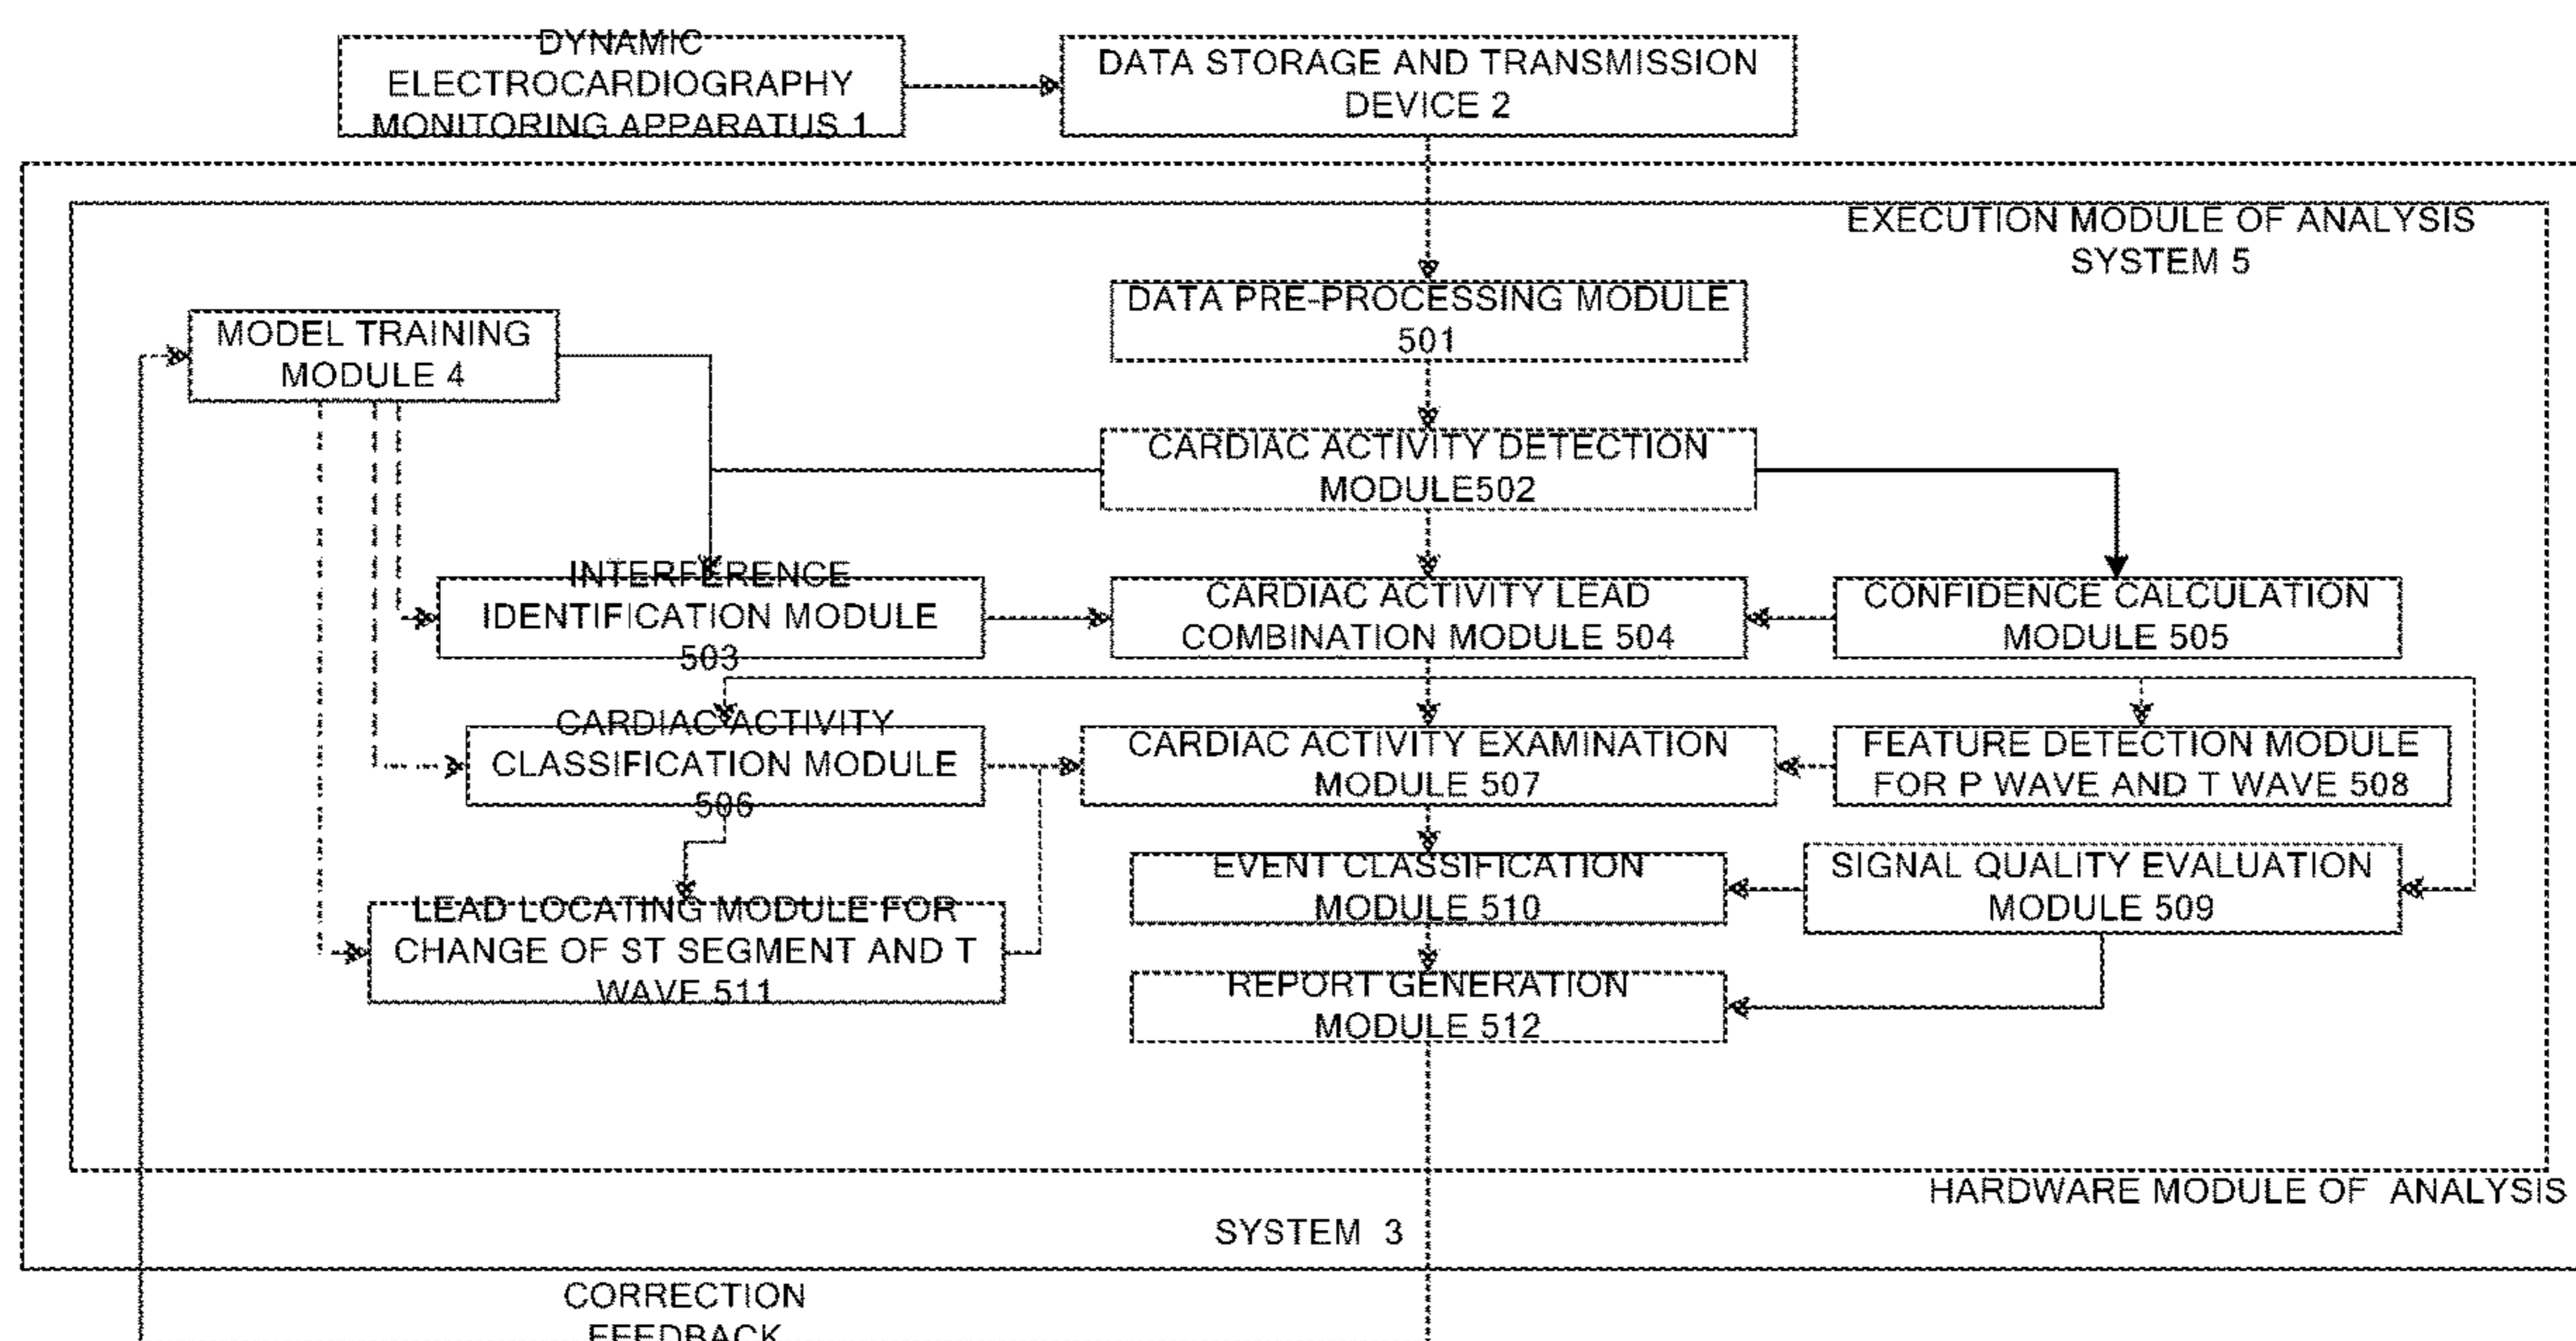 DYNAMIC
ELECTROCARDIOGRAPHY
MONITORING APPARATUS 1
DATA STORAGE AND TRANSMISSION
DEVICE 2
EXECUTION MODULE OF ANALYSIS
SYSTEM 5
DATA PRE-PROCESSING MODULE
501
MODEL TRAINING
MODULE 4
CARDIAC ACTIVITY DETECTION
MODULE502
INTERFERENCE
IDENTIFICATION MODULE
503
CARDIAC ACTIVITY LEAD
COMBINATION MODULE 504
CONFIDENCE CALCULATION
MODULE 505
CARDIAC ACTIVITY
CLASSIFICATION MODULE
506
CARDIAC ACTIVITY EXAMINATION
MODULE 507
FEATURE DETECTION MODULE
FOR P WAVE AND T WAVE 508
EVENT CLASSIFICATION
MODULE 510
SIGNAL QUALITY EVALUATION
MODULE 509
LEAD LOCATING MODULE FOR
CHANGE OF ST SEGMENT AND T
WAVE 511
REPORT GENERATION
MODULE 512
HARDWARE MODULE OF ANALYSIS
SYSTEM 3
CORRECTION
FEEDBACK